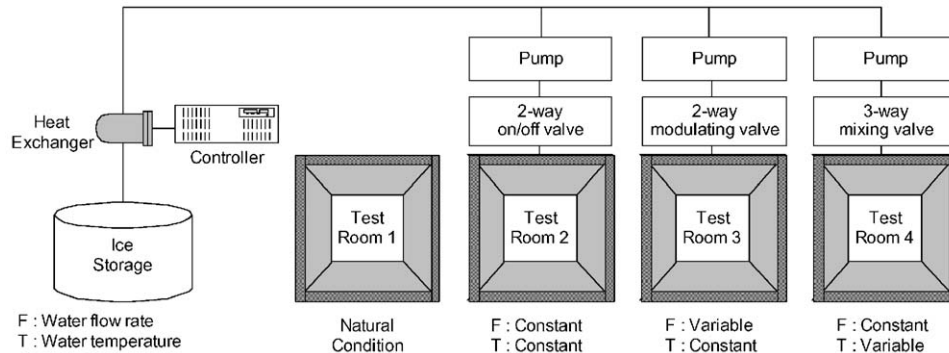 Pump
Pump
Pump
Heat
Exchanger
Controller
2-way
on/off valve
2-way
modulating valve
3-way
mixing valve
Ice
Storage
Test
Room 1
Test
Room 2
Test
Room 3
Test
Room 4
F : Water flow rate
T : Water temperature
Natural
Condition
F : Constant
T : Constant
F : Variable
T : Constant
F : Constant
T : Variable